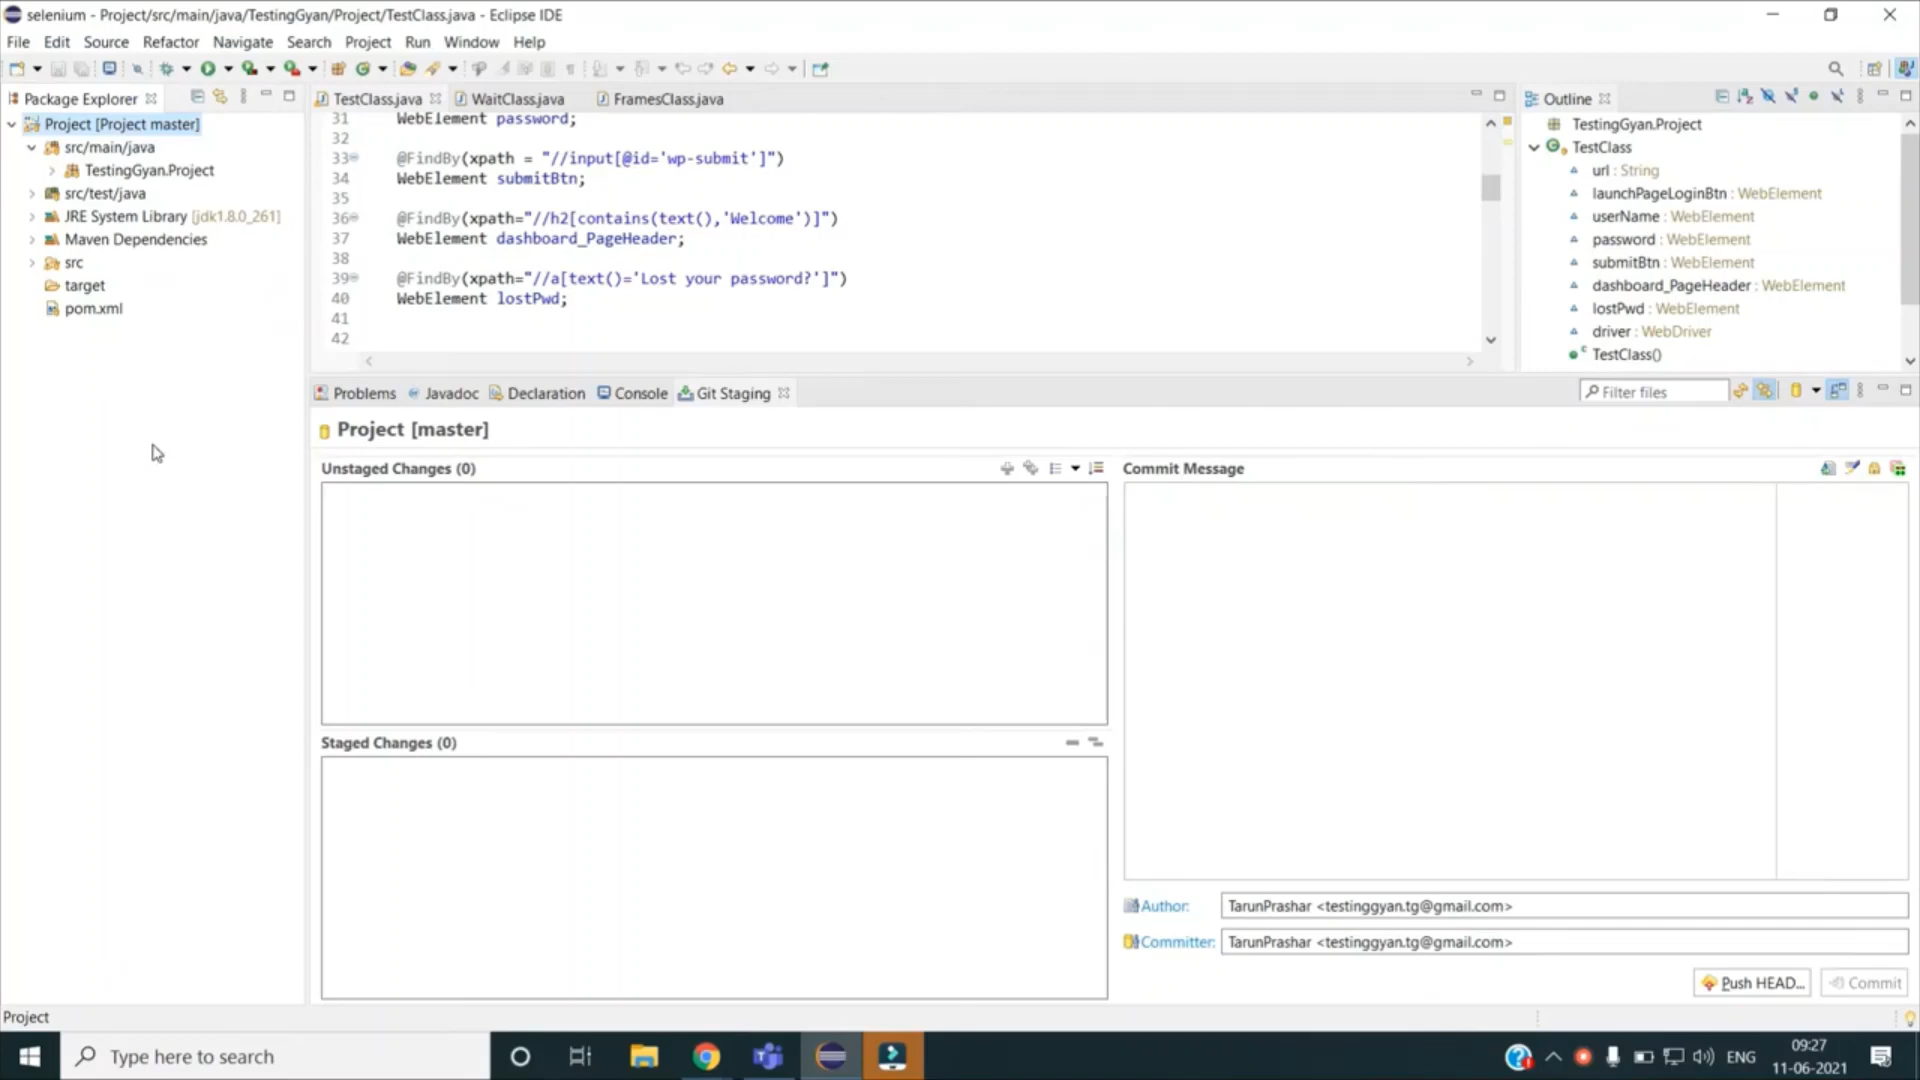 selenium - Project/src/main/java/TestingGyan/Project/TestClass.java - Eclipse IDE
File Edit Source Refactor Navigate Search Project Run Window Help
Package Explorer
Project [Project master]
src/main/java
TestingGyan.Project
src/test/java
JRE System Library [jdk1.8.0_261]
Maven Dependencies
src
target
pom.xml
TestClass.java WaitClass.java FramesClass.java
31 WebElement password;
32
33 @FindBy(xpath = "//input[@id='wp-submit']")
34 WebElement submitBtn;
35
36 @FindBy(xpath="//h2[contains(text(),'Welcome')]")
37 WebElement dashboard_PageHeader;
38
39 @FindBy(xpath="//a[text()='Lost your password?']")
40 WebElement lostPwd;
41
42
Outline
TestingGyan.Project
TestClass
url : String
launchPageLoginBtn : WebElement
userName : WebElement
password : WebElement
submitBtn : WebElement
dashboard_PageHeader : WebElement
lostPwd : WebElement
driver : WebDriver
TestClass()
Problems Javadoc Declaration Console Git Staging
Filter files
Project [master]
Unstaged Changes (0)
Commit Message
Staged Changes (0)
Author: TarunPrashar <testinggyan.tg@gmail.com>
Committer: TarunPrashar <testinggyan.tg@gmail.com>
Push HEAD... Commit
Project
Type here to search
ENG
09:27
11-06-2021